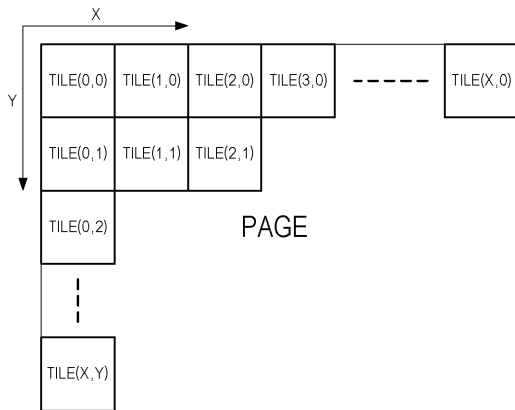 X
Y
TILE(0,0) TILE(1,0) TILE(2,0) TILE(3,0) TILE(X,0)
TILE(0,1) TILE(1,1) TILE(2,1)
TILE(0,2) PAGE
TILE(X,Y)